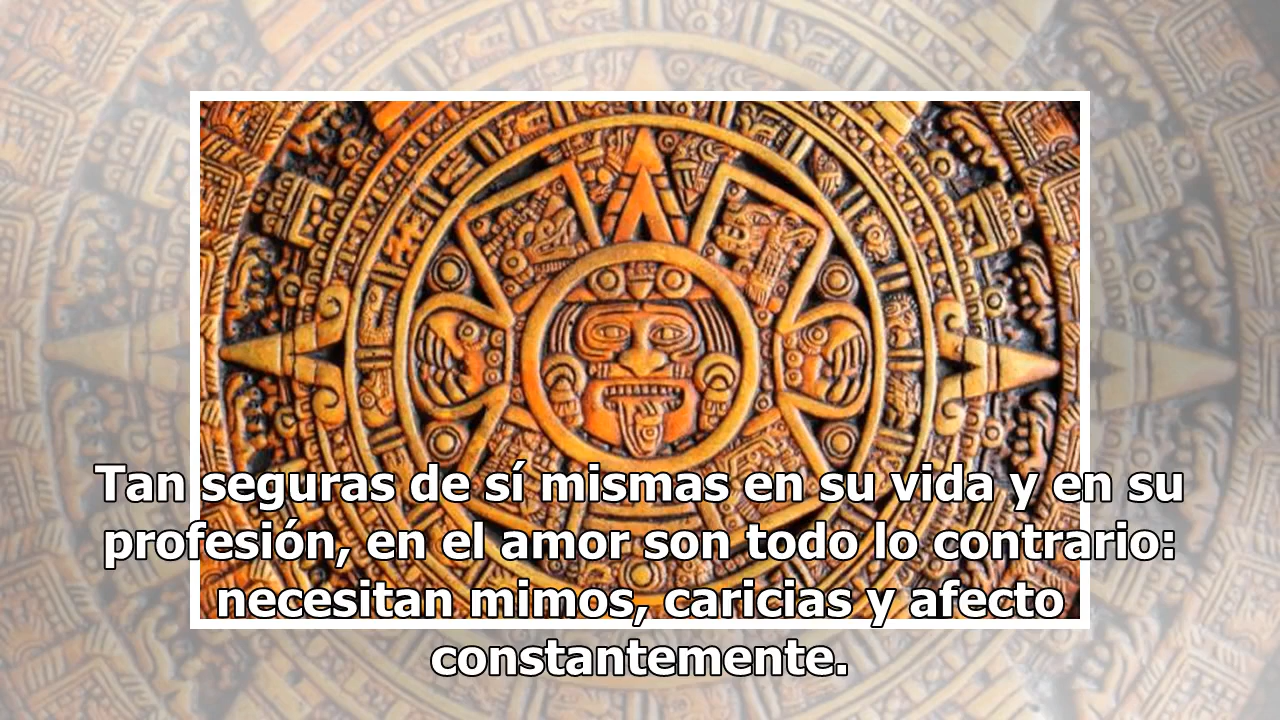 Tan seguras de sí mismas en su vida y en su
profesión, en el amor son todo lo contrario:
necesitan mimos, caricias y afecto
constantemente.